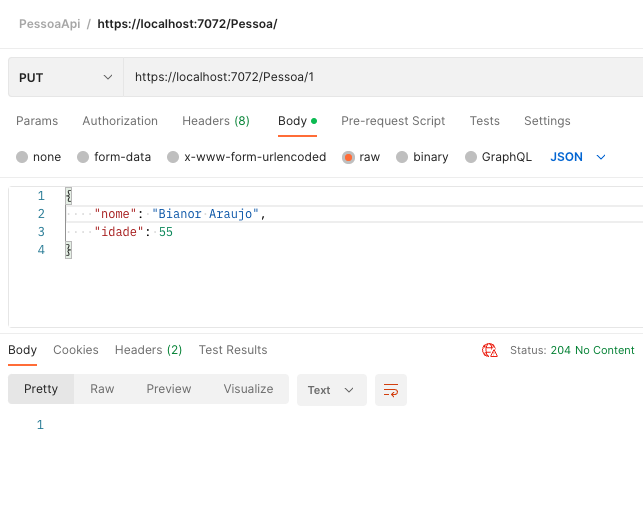 PessoaApi / https://localhost:7072/Pessoa/
PUT https://localhost:7072/Pessoa/1
Params Authorization Headers (8) Body Pre-request Script Tests Settings
none form-data x-www-form-urlencoded raw binary GraphQL JSON
1 {
2 "nome": "Bianor Araujo",
3 "idade": 55
4 }
Body Cookies Headers (2) Test Results Status: 204 No Content
Pretty Raw Preview Visualize Text
1